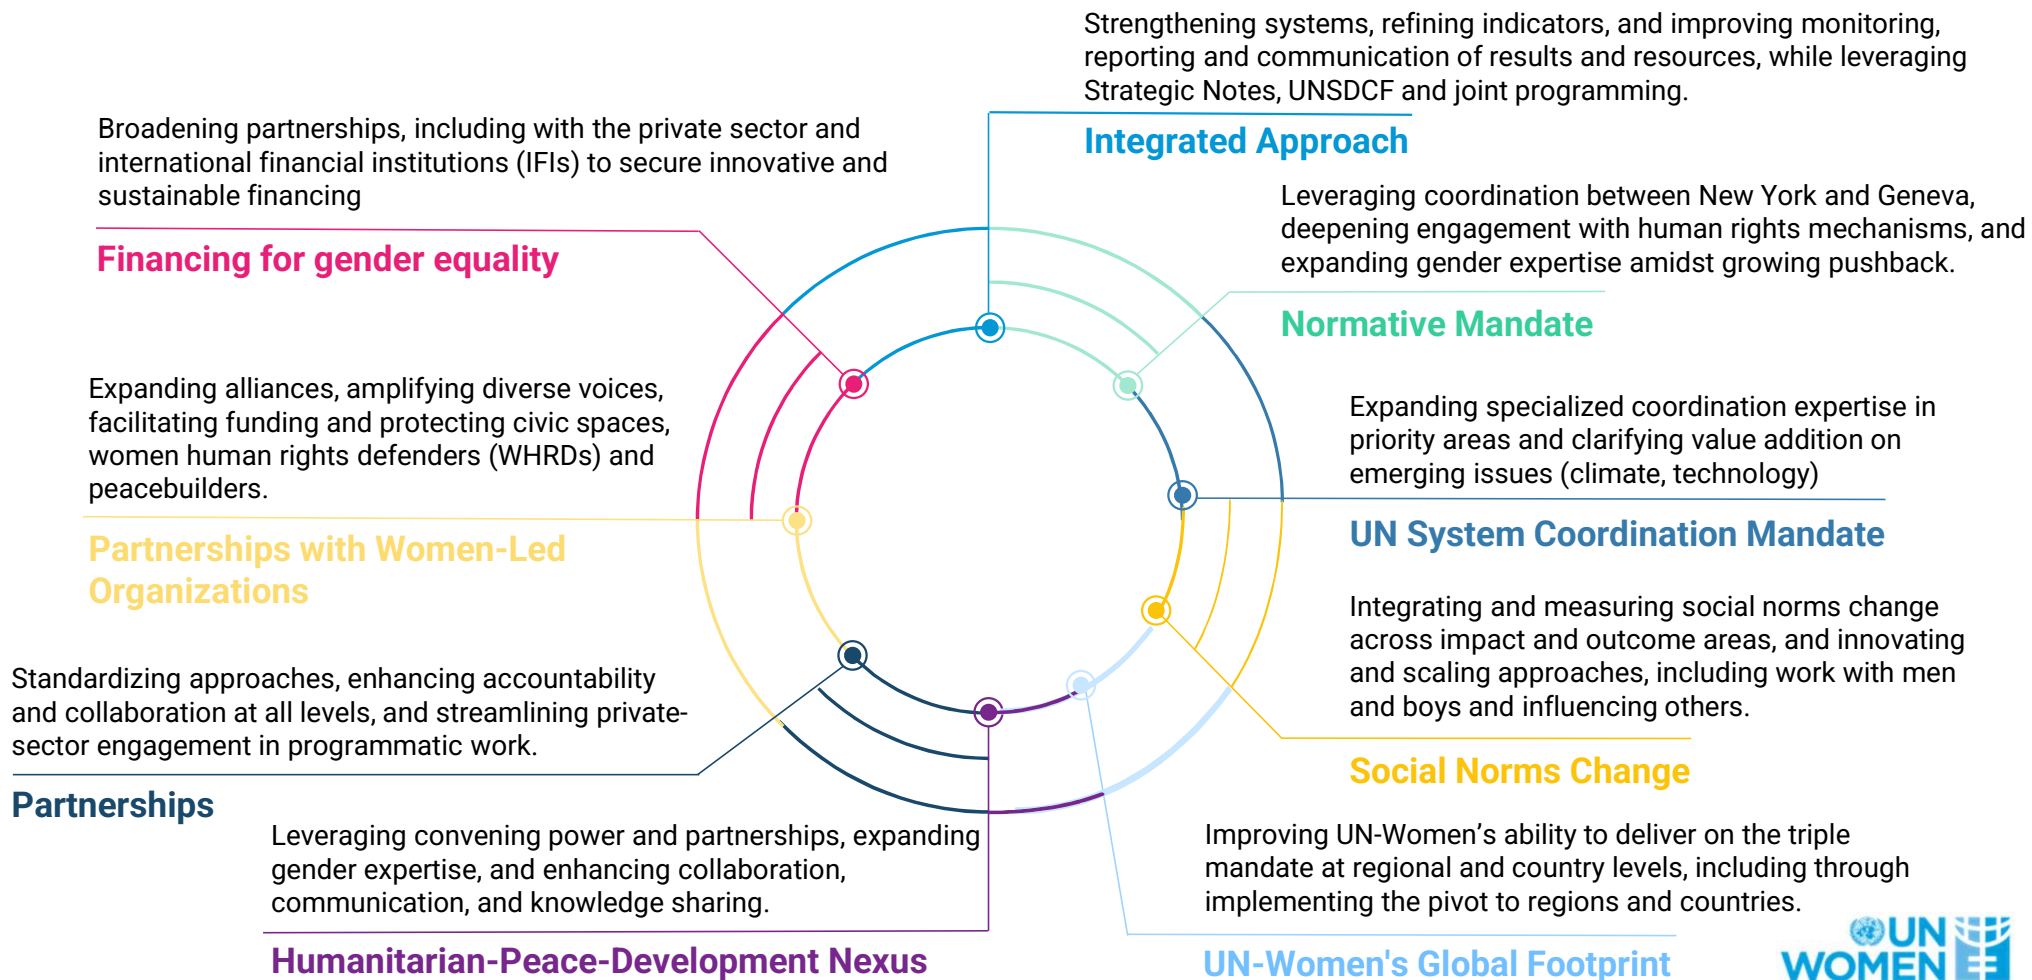 Strengthening systems, refining indicators, and improving monitoring,
reporting and communication of results and resources, while leveraging
Strategic Notes, UNSDCF and joint programming.
Integrated Approach
Leveraging coordination between New York and Geneva,
deepening engagement with human rights mechanisms, and
expanding gender expertise amidst growing pushback.
Normative Mandate
Expanding specialized coordination expertise in
priority areas and clarifying value addition on
emerging issues (climate, technology)
UN System Coordination Mandate
Integrating and measuring social norms change
across impact and outcome areas, and innovating
and scaling approaches, including work with men
and boys and influencing others.
Social Norms Change
Improving UN-Women’s ability to deliver on the triple
mandate at regional and country levels, including through
implementing the pivot to regions and countries.
UN-Women's Global Footprint
Leveraging convening power and partnerships, expanding
gender expertise, and enhancing collaboration,
communication, and knowledge sharing.
Humanitarian-Peace-Development Nexus
Standardizing approaches, enhancing accountability
and collaboration at all levels, and streamlining private-
sector engagement in programmatic work.
Partnerships
Expanding alliances, amplifying diverse voices,
facilitating funding and protecting civic spaces,
women human rights defenders (WHRDs) and
peacebuilders.
Partnerships with Women-Led
Organizations
Broadening partnerships, including with the private sector and
international financial institutions (IFIs) to secure innovative and
sustainable financing
Financing for gender equality
UN
WOMEN